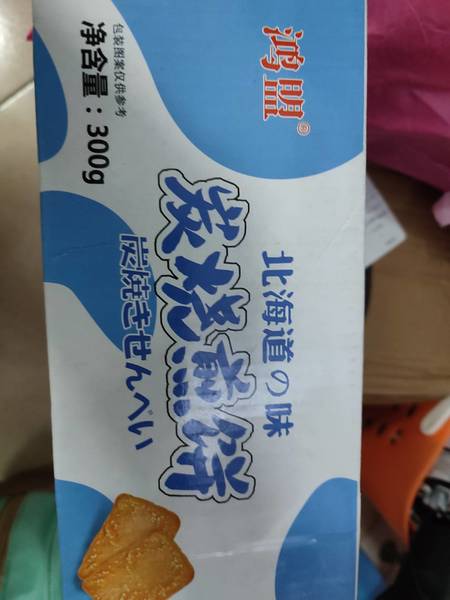 鸿盟®
北海道の味
炭烧煎饼
炭焼きせんべい
包装图案仅供参考
净含量：300g